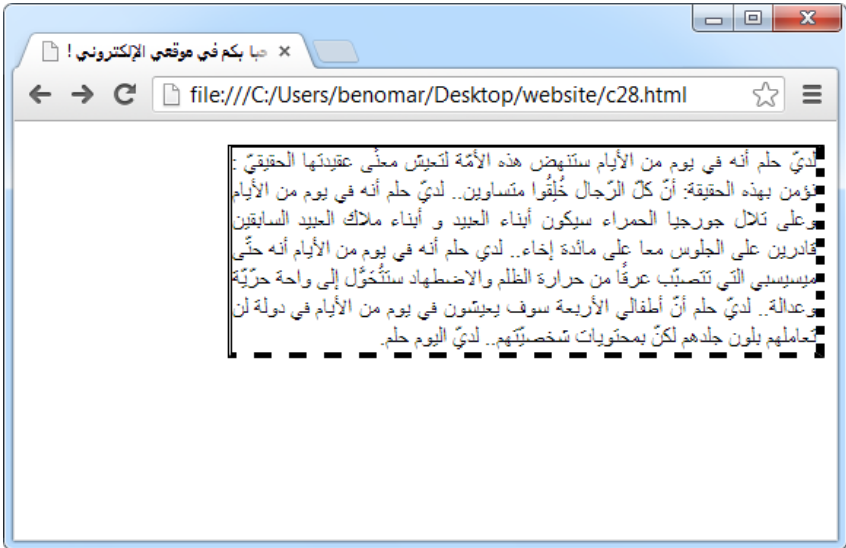 حبا بكم في موقعي الإلكتروني !
file:///C:/Users/benomar/Desktop/website/c28.html
لديّ حلم أنه في يوم من الأيام ستنهض هذه الأمّة لتعيش معنًى عقيدتها الحقيقيّ :
نؤمن بهذه الحقيقة: أنّ كلّ الرّجال خُلِقُوا متساوين.. لديّ حلم أنه في يوم من الأيام
وعلى تلال جورجيا الحمراء سيكون أبناء العبيد و أبناء ملاك العبيد السابقين
قادرين على الجلوس معا على مائدة إخاء.. لدي حلم أنه في يوم من الأيام أنه حتّى
ميسيسبي التي تتصبّب عرقًا من حرارة الظلم والاضطهاد ستتُحَوَّل إلى واحة حرّيّة
وعدالة.. لديّ حلم أنّ أطفالي الأربعة سوف يعيشون في يوم من الأيام في دولة لن
تعاملهم بلون جلدهم لكنّ بمحتويات شخصيّتهم.. لديّ اليوم حلم.